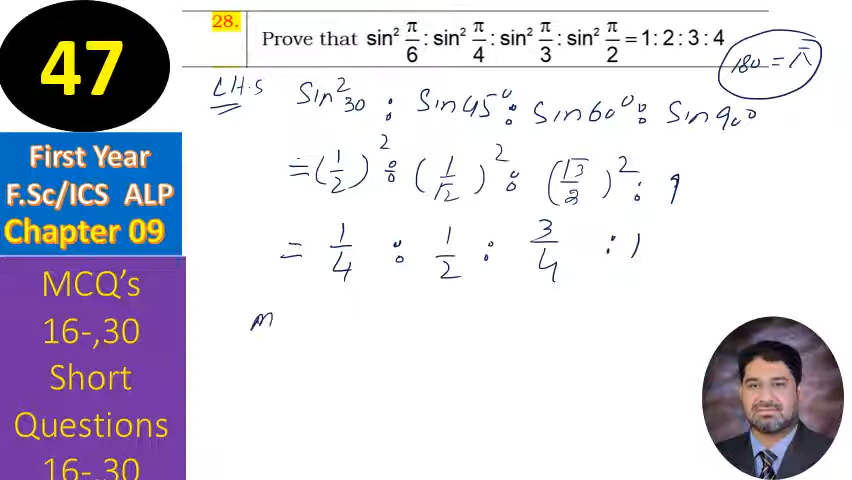 47
First Year
F.Sc/ICS ALP
Chapter 09
MCQ's
16-,30
Short
Questions
16-,30
28.
Prove that sin² π/6 : sin² π/4 : sin² π/3 : sin² π/2 = 1 : 2 : 3 : 4
180 = π
L.H.S Sin²30 : Sin45° : Sin60° : Sin90°
= (1/2)² : (1/√2)² : (√3/2)² : 1
= 1/4 : 1/2 : 3/4 : 1
m